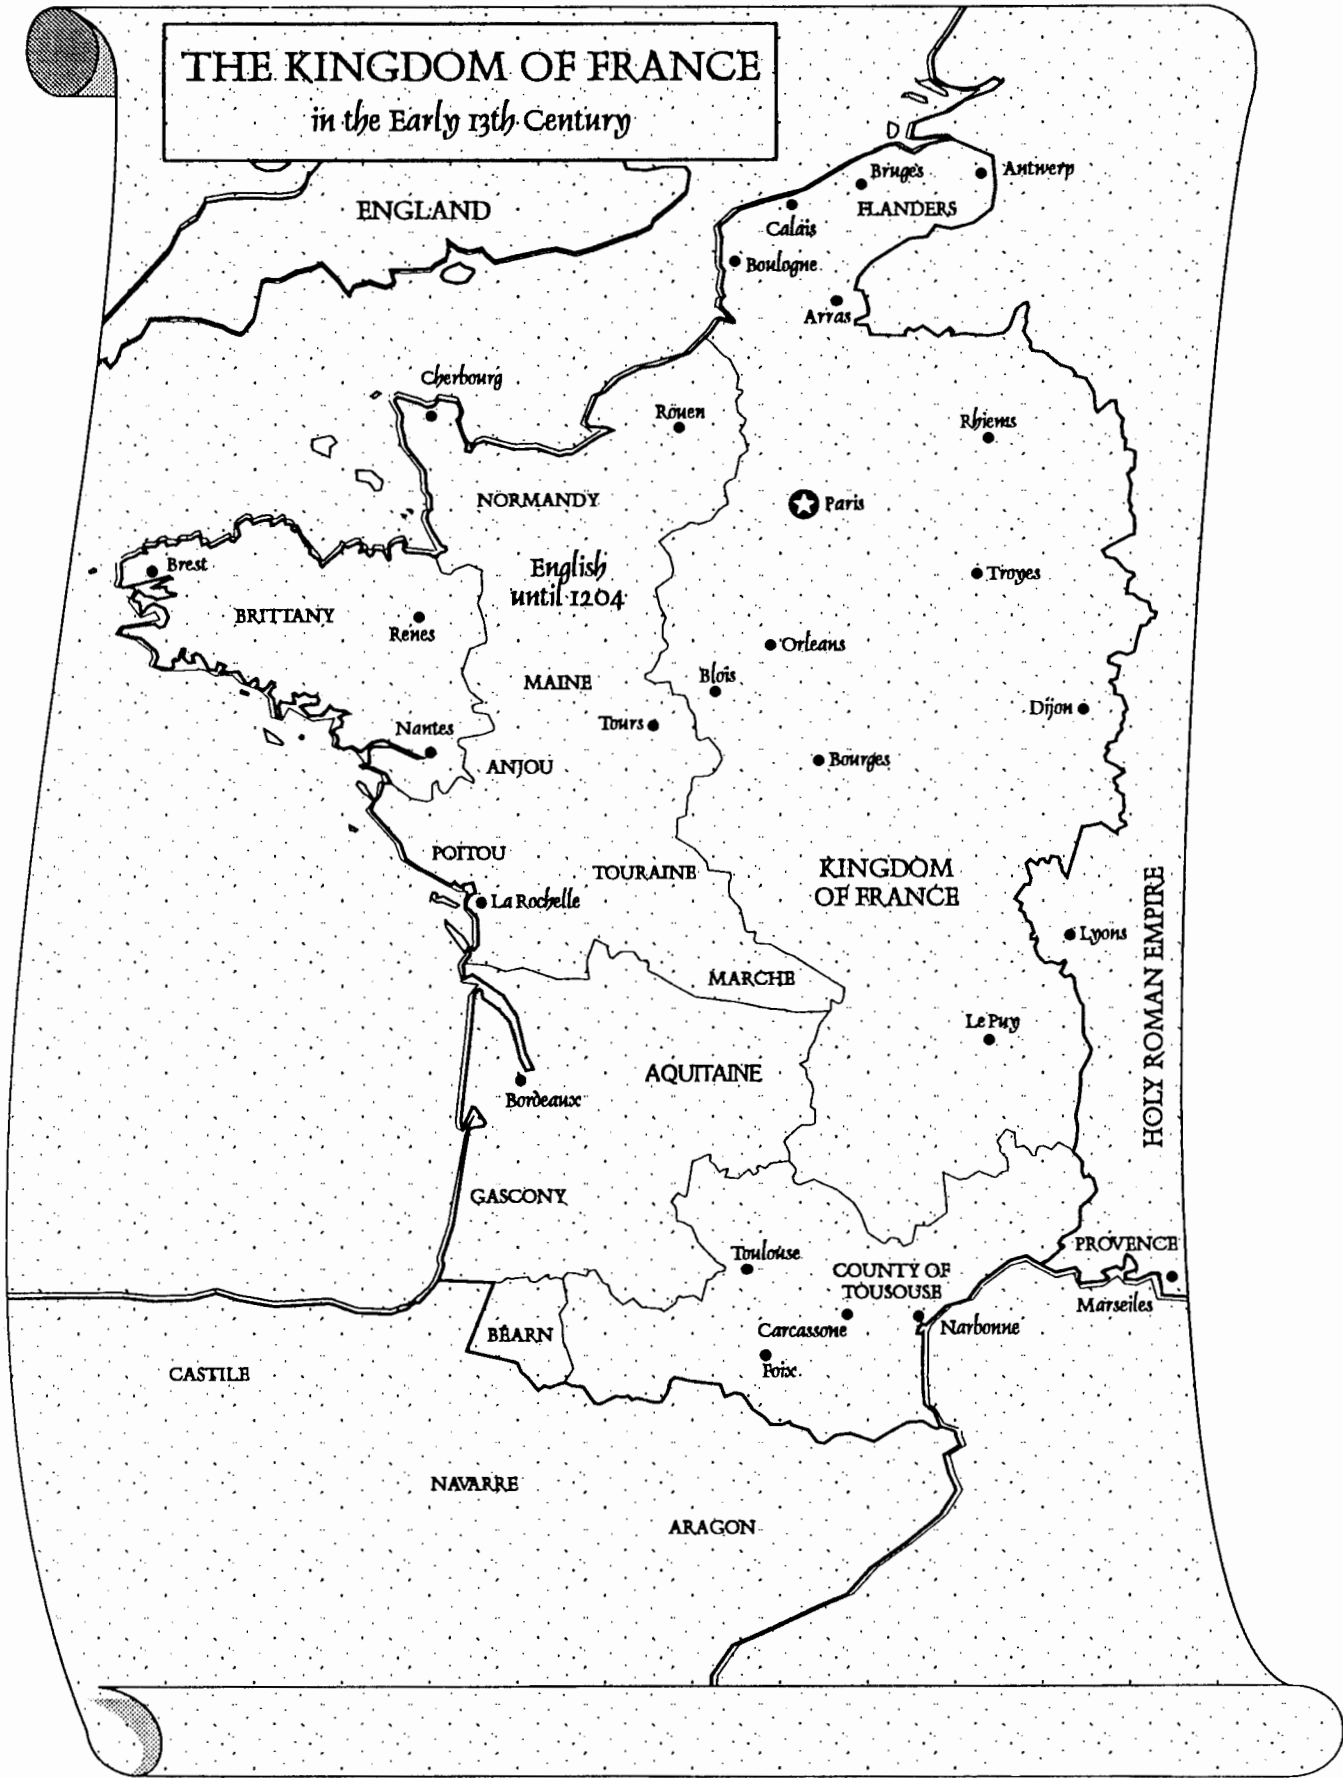 THE KINGDOM OF FRANCE
in the Early 13th Century
ENGLAND
Bruges
Antwerp
FLANDERS
Calais
Boulogne
Arras
Cherbourg
Rouen
Rhiems
NORMANDY
Paris
English
until 1204
Brest
Troyes
BRITTANY
Renes
Orleans
MAINE
Blois
Dijon
Tours
Nantes
ANJOU
Bourges
POITOU
TOURAINE
KINGDOM
OF FRANCE
La Rochelle
Lyons
HOLY ROMAN EMPIRE
MARCHE
Le Puy
AQUITAINE
Bordeaux
GASCONY
Toulouse
PROVENCE
COUNTY OF
TOUSOUSE
Marseiles
BEARN
Carcassone
Narbonne
Foix
CASTILE
NAVARRE
ARAGON